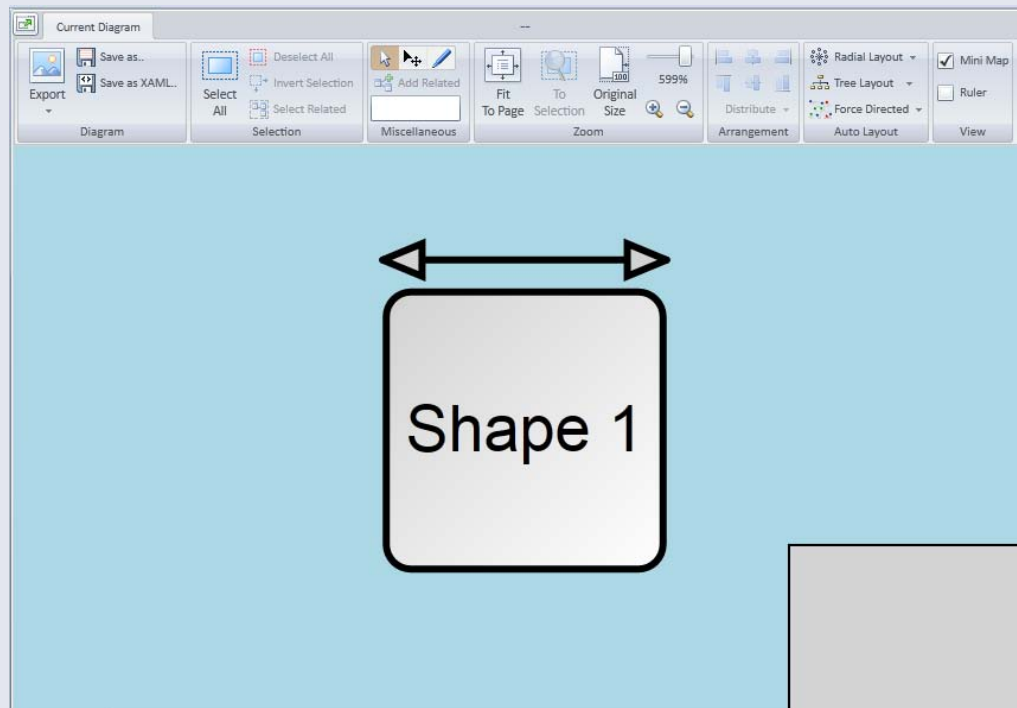 Current Diagram
--
Export
Save as..
Save as XAML..
Diagram
Select
All
Deselect All
Invert Selection
Select Related
Selection
Add Related
Miscellaneous
Fit
To Page
To
Selection
100
Original
Size
599%
Zoom
Distribute
Arrangement
Radial Layout
Tree Layout
Force Directed
Auto Layout
Mini Map
Ruler
View
Shape 1